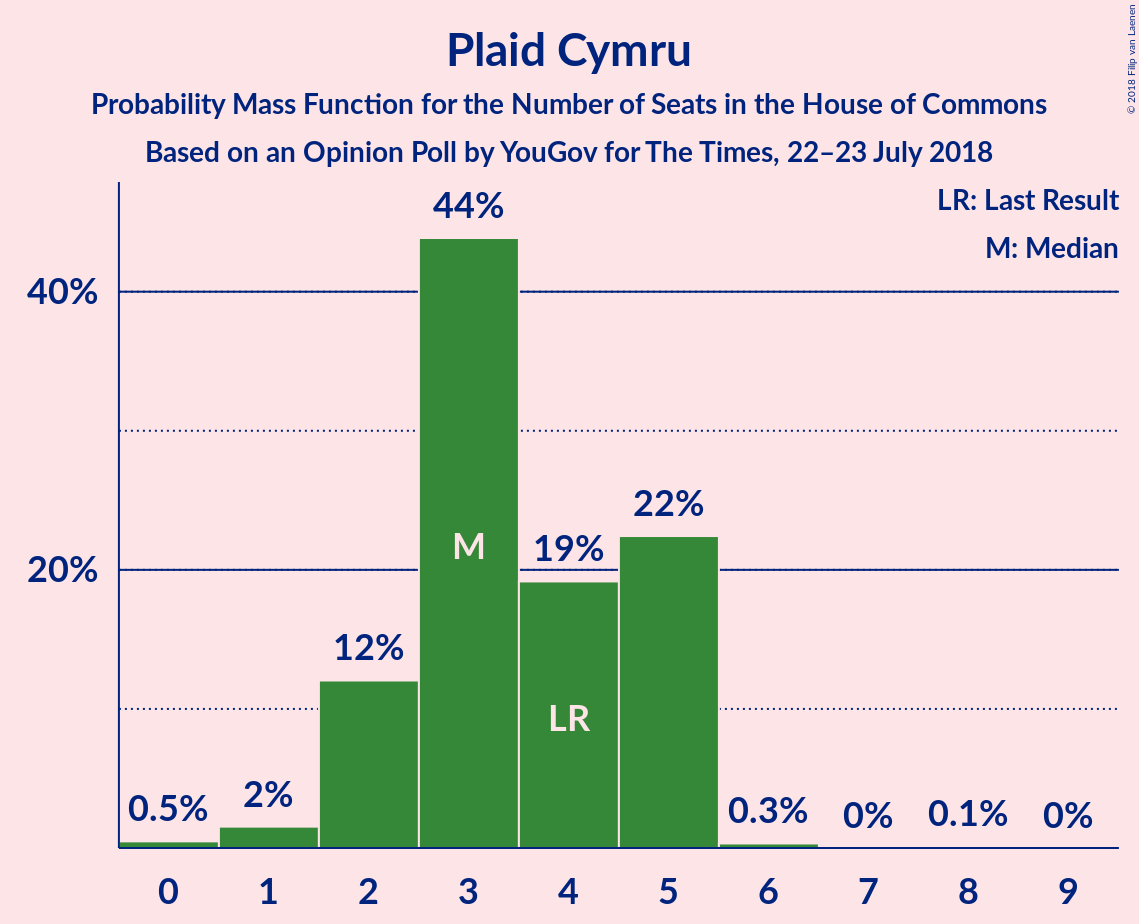 Plaid Cymru
Probability Mass Function for the Number of Seats in the House of Commons
Based on an Opinion Poll by YouGov for The Times, 22–23 July 2018
© 2018 Filip van Laenen
LR: Last Result
M: Median
44%
40%
22%
M
19%
20%
12%
LR
0.5%
2%
0.3%
0%
0.1%
0%
0 1 2 3 4 5 6 7 8 9